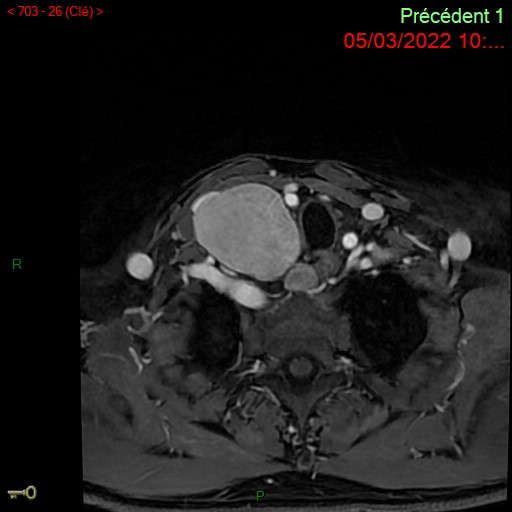 < 703 - 26 (Clé) >
Précédent 1
05/03/2022 10:...
R
P